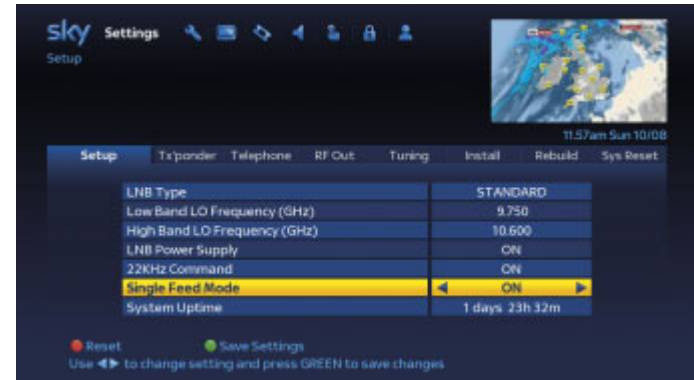 sky Settings
Setup
11.57am Sun 10/08
Setup Tx'ponder Telephone RF Out Tuning Install Rebuild Sys Reset
LNB Type STANDARD
Low Band LO Frequency (GHz) 9.750
High Band LO Frequency (GHz) 10.600
LNB Power Supply ON
22KHz Command ON
Single Feed Mode ON
System Uptime 1 days 23h 32m
Reset Save Settings
Use ◀▶ to change setting and press GREEN to save changes